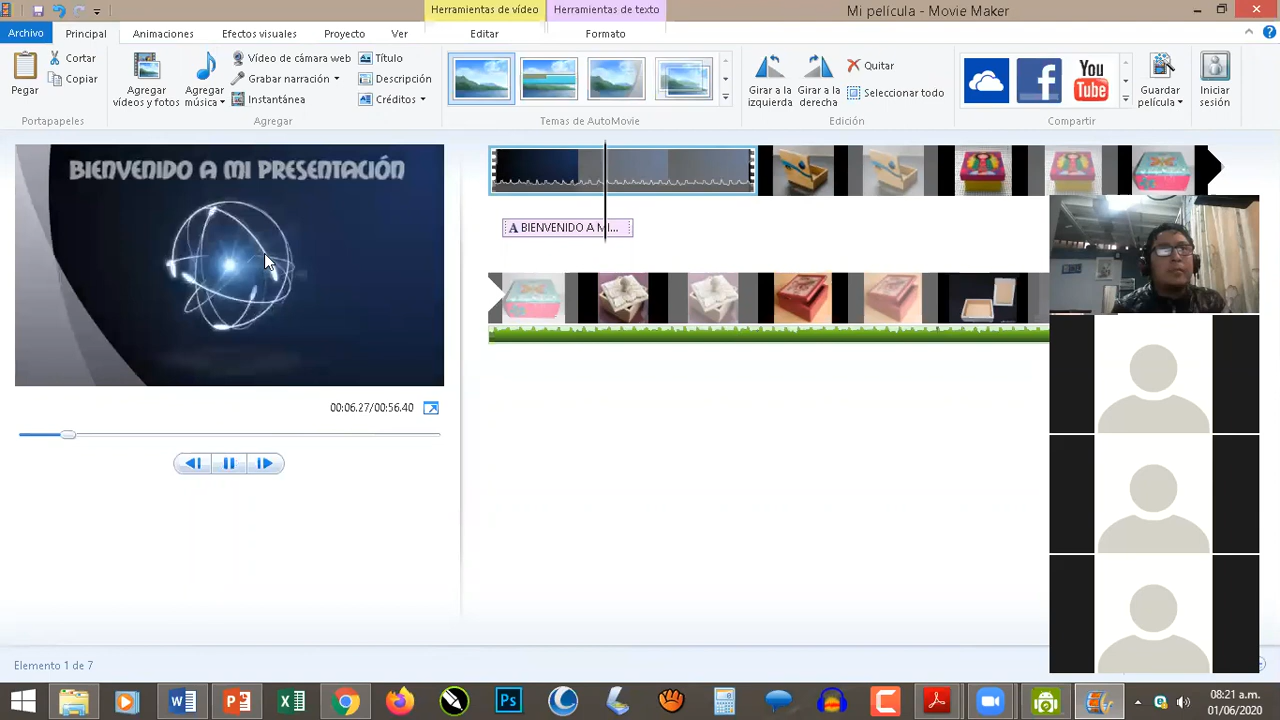 Herramientas de vídeo
Herramientas de texto
Mi película - Movie Maker
Archivo
Principal
Animaciones
Efectos visuales
Proyecto
Ver
Editar
Formato
Pegar
Cortar
Copiar
Portapapeles
Agregar
vídeos y fotos
Agregar
música
Vídeo de cámara web
Grabar narración
Instantánea
Título
Descripción
Créditos
Agregar
Temas de AutoMovie
Girar a la
izquierda
Girar a la
derecha
Quitar
Seleccionar todo
Edición
You
Tube
Compartir
Guardar
película
Iniciar
sesión
BIENVENIDO A MI PRESENTACIÓN
A BIENVENIDO A MI...
00:06.27/00:56.40
Elemento 1 de 7
Ps
08:21 a.m.
01/06/2020